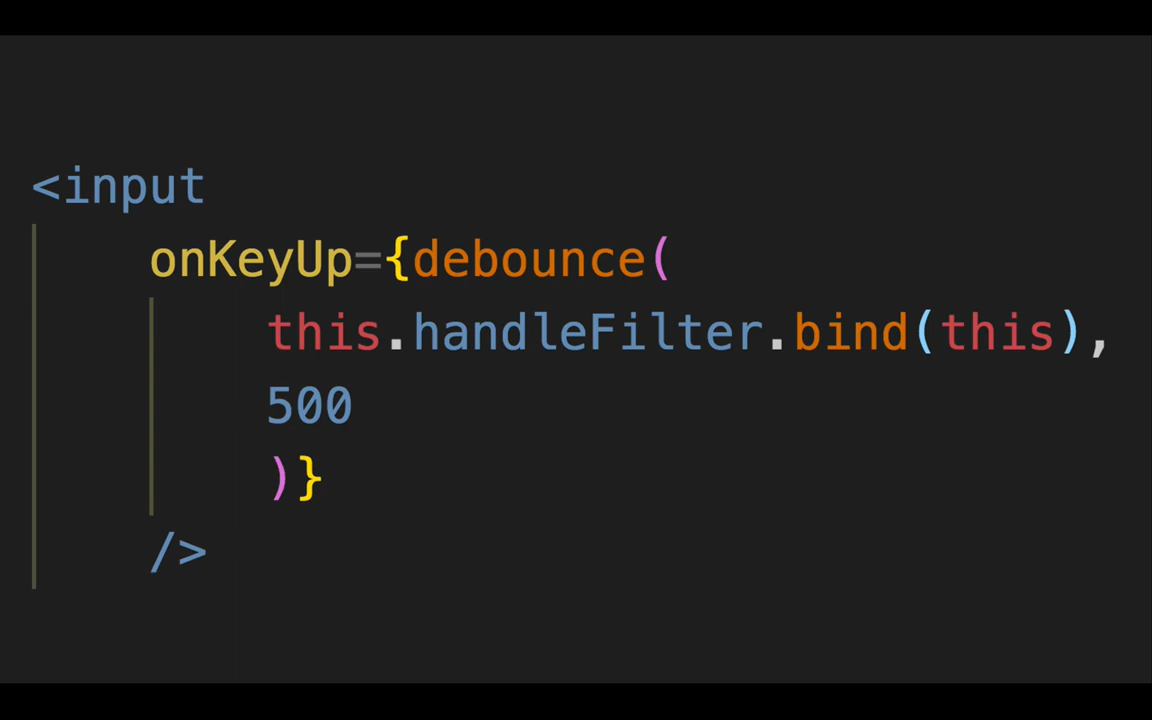 <input
onKeyUp={debounce(
this.handleFilter.bind(this),
500
)}
/>